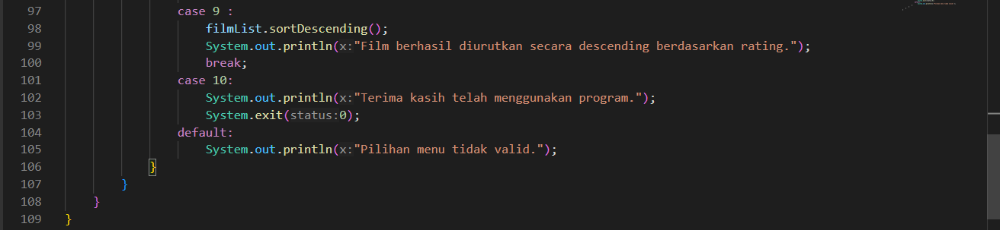 97 case 9 :
98 filmList.sortDescending();
99 System.out.println(x:"Film berhasil diurutkan secara descending berdasarkan rating.");
100 break;
101 case 10:
102 System.out.println(x:"Terima kasih telah menggunakan program.");
103 System.exit(status:0);
104 default:
105 System.out.println(x:"Pilihan menu tidak valid.");
106 }
107 }
108 }
109 }